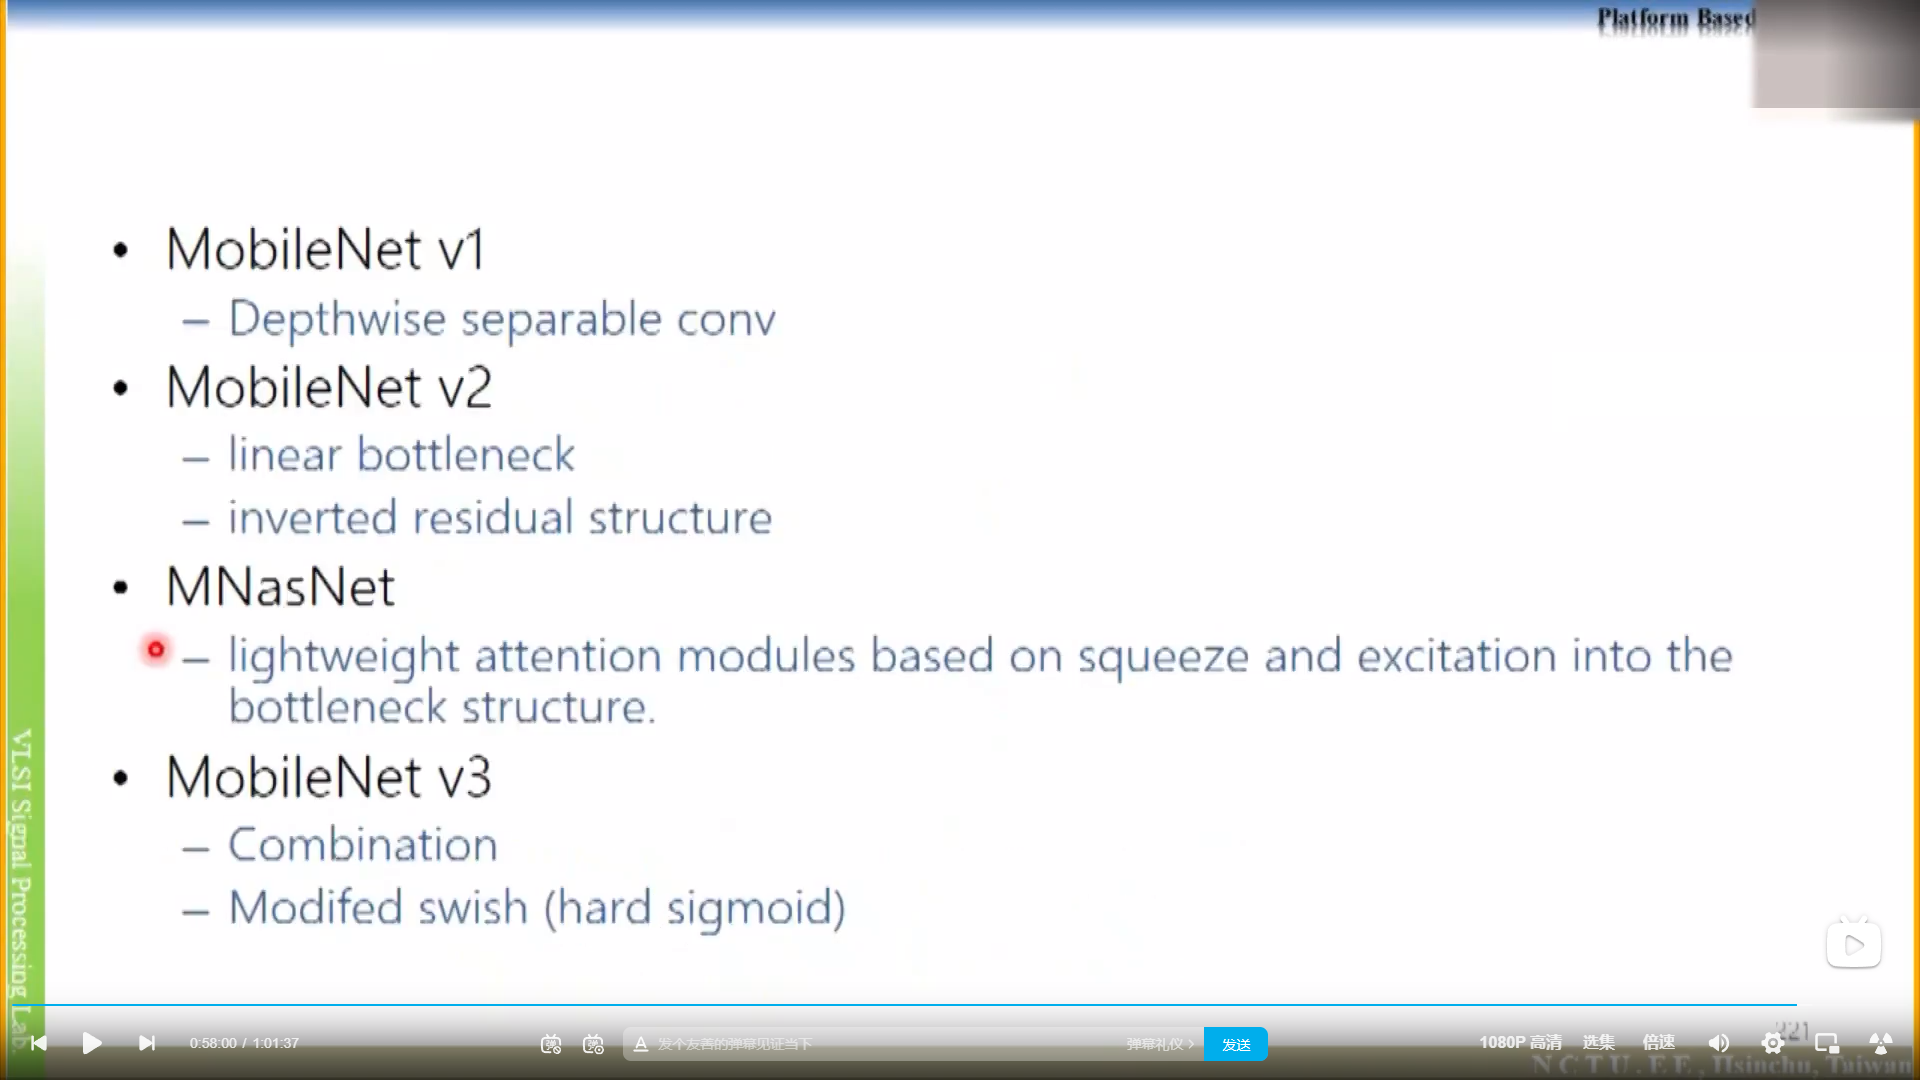 Platform Based
• MobileNet v1
– Depthwise separable conv
• MobileNet v2
– linear bottleneck
– inverted residual structure
• MNasNet
– lightweight attention modules based on squeeze and excitation into the
bottleneck structure.
• MobileNet v3
– Combination
– Modifed swish (hard sigmoid)
VLSI Signal Processing Lab.
221
0:58:00 / 1:01:37
发个友善的弹幕见证当下
弹幕礼仪 >
发送
1080P 高清
选集
倍速
N C T U . E E , Hsinchu, Taiwan